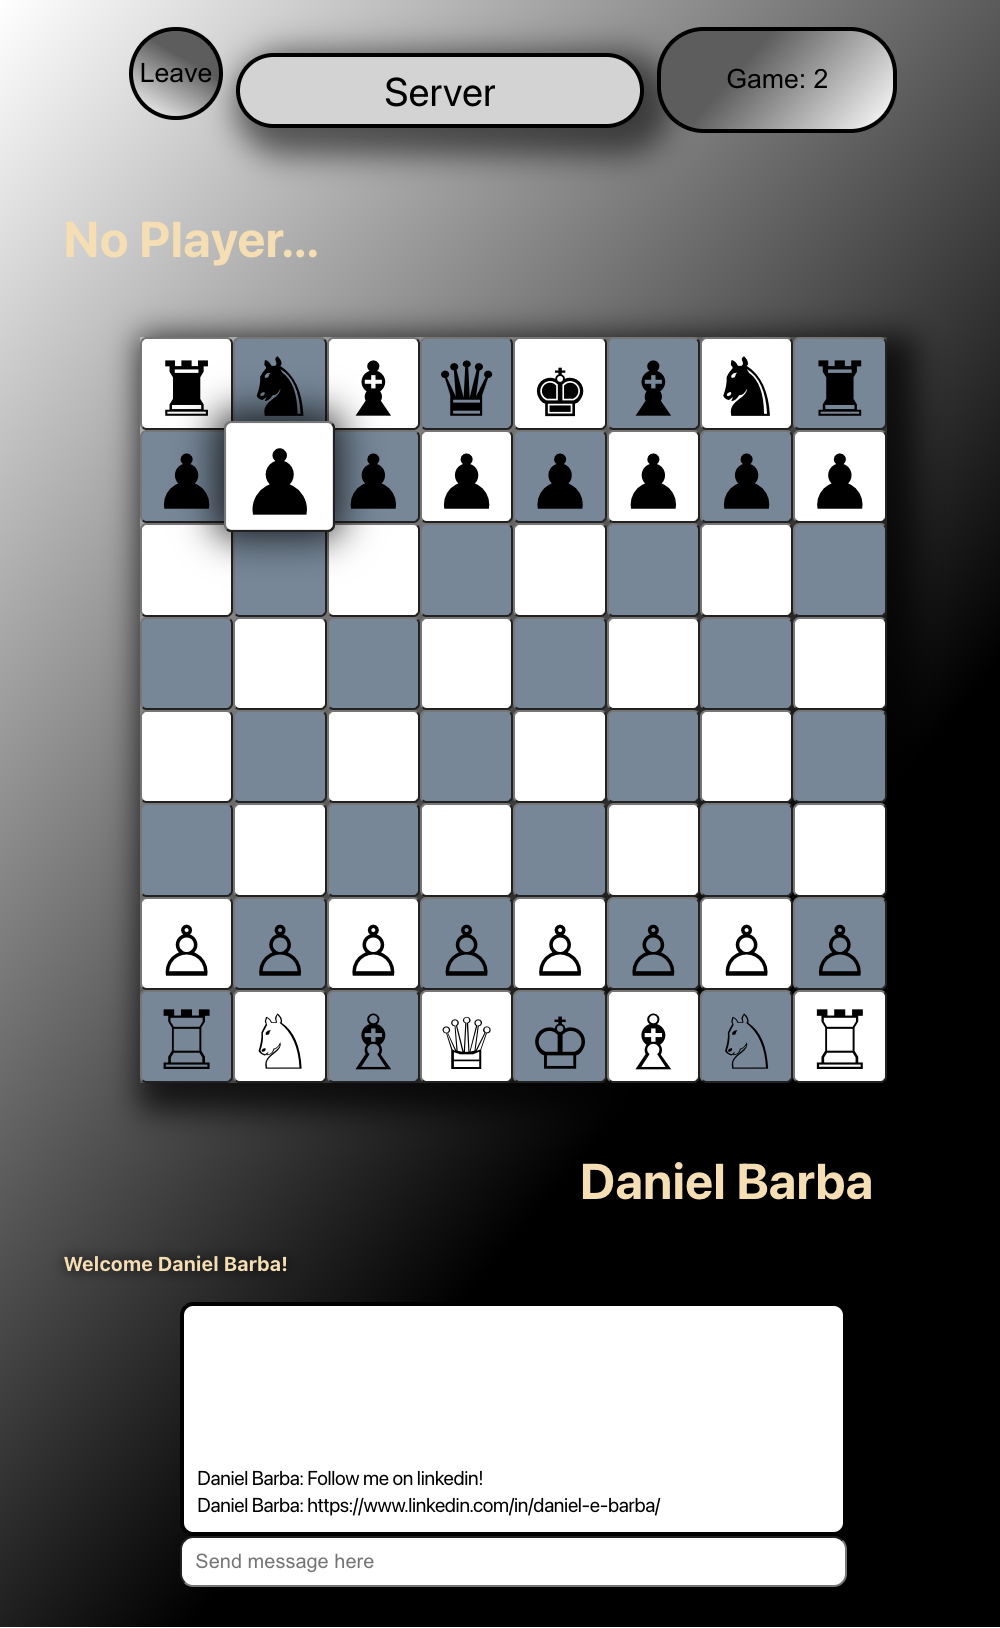 Leave
Server
Game: 2
No Player...
Daniel Barba
Welcome Daniel Barba!
Daniel Barba: Follow me on linkedin!
Daniel Barba: https://www.linkedin.com/in/daniel-e-barba/
Send message here